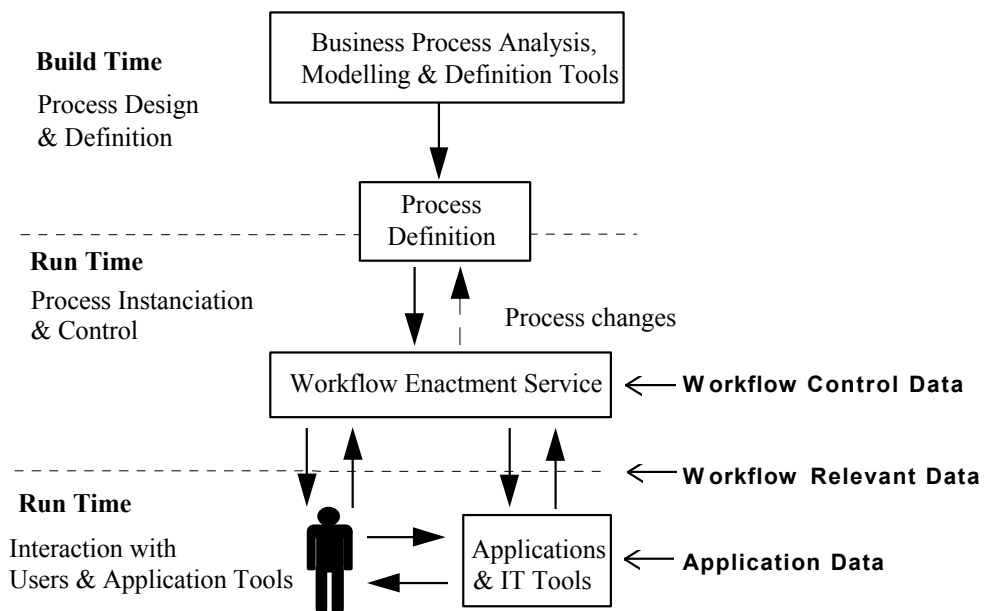 Business Process Analysis,
Modelling & Definition Tools
Build Time
Process Design
& Definition
Process
Definition
Run Time
Process Instanciation
& Control
Process changes
Workflow Enactment Service
Workflow Control Data
Workflow Relevant Data
Run Time
Interaction with
Users & Application Tools
Applications
& IT Tools
Application Data